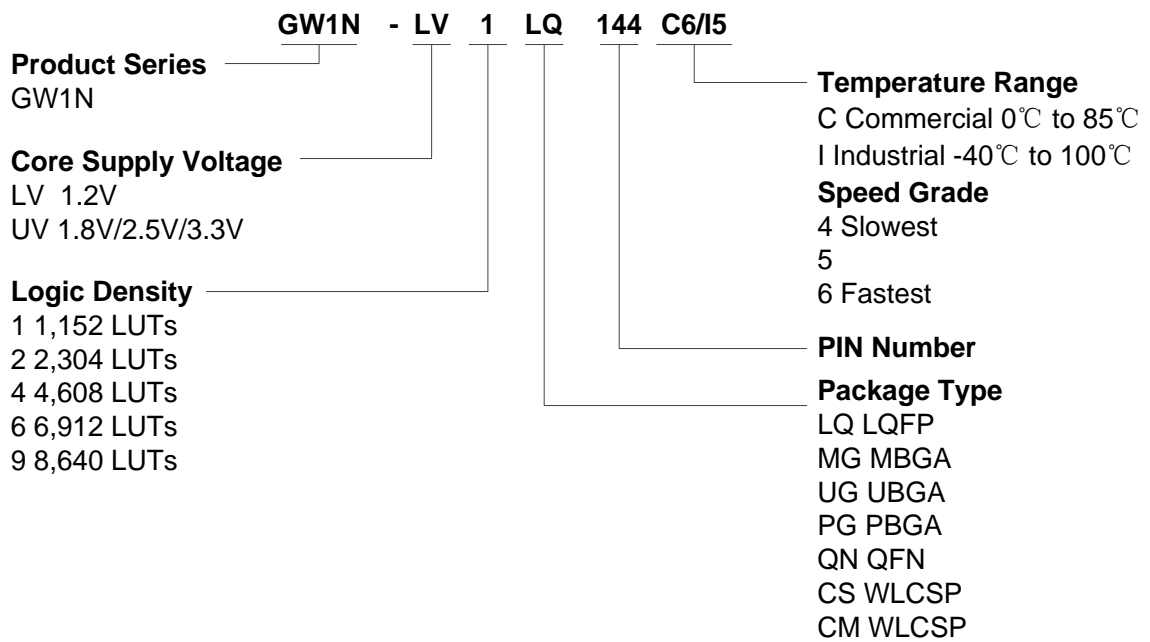 GW1N - LV 1 LQ 144 C6/I5
Product Series
GW1N
Core Supply Voltage
LV 1.2V
UV 1.8V/2.5V/3.3V
Logic Density
1 1,152 LUTs
2 2,304 LUTs
4 4,608 LUTs
6 6,912 LUTs
9 8,640 LUTs
Temperature Range
C Commercial 0℃ to 85℃
I Industrial -40℃ to 100℃
Speed Grade
4 Slowest
5
6 Fastest
PIN Number
Package Type
LQ LQFP
MG MBGA
UG UBGA
PG PBGA
QN QFN
CS WLCSP
CM WLCSP